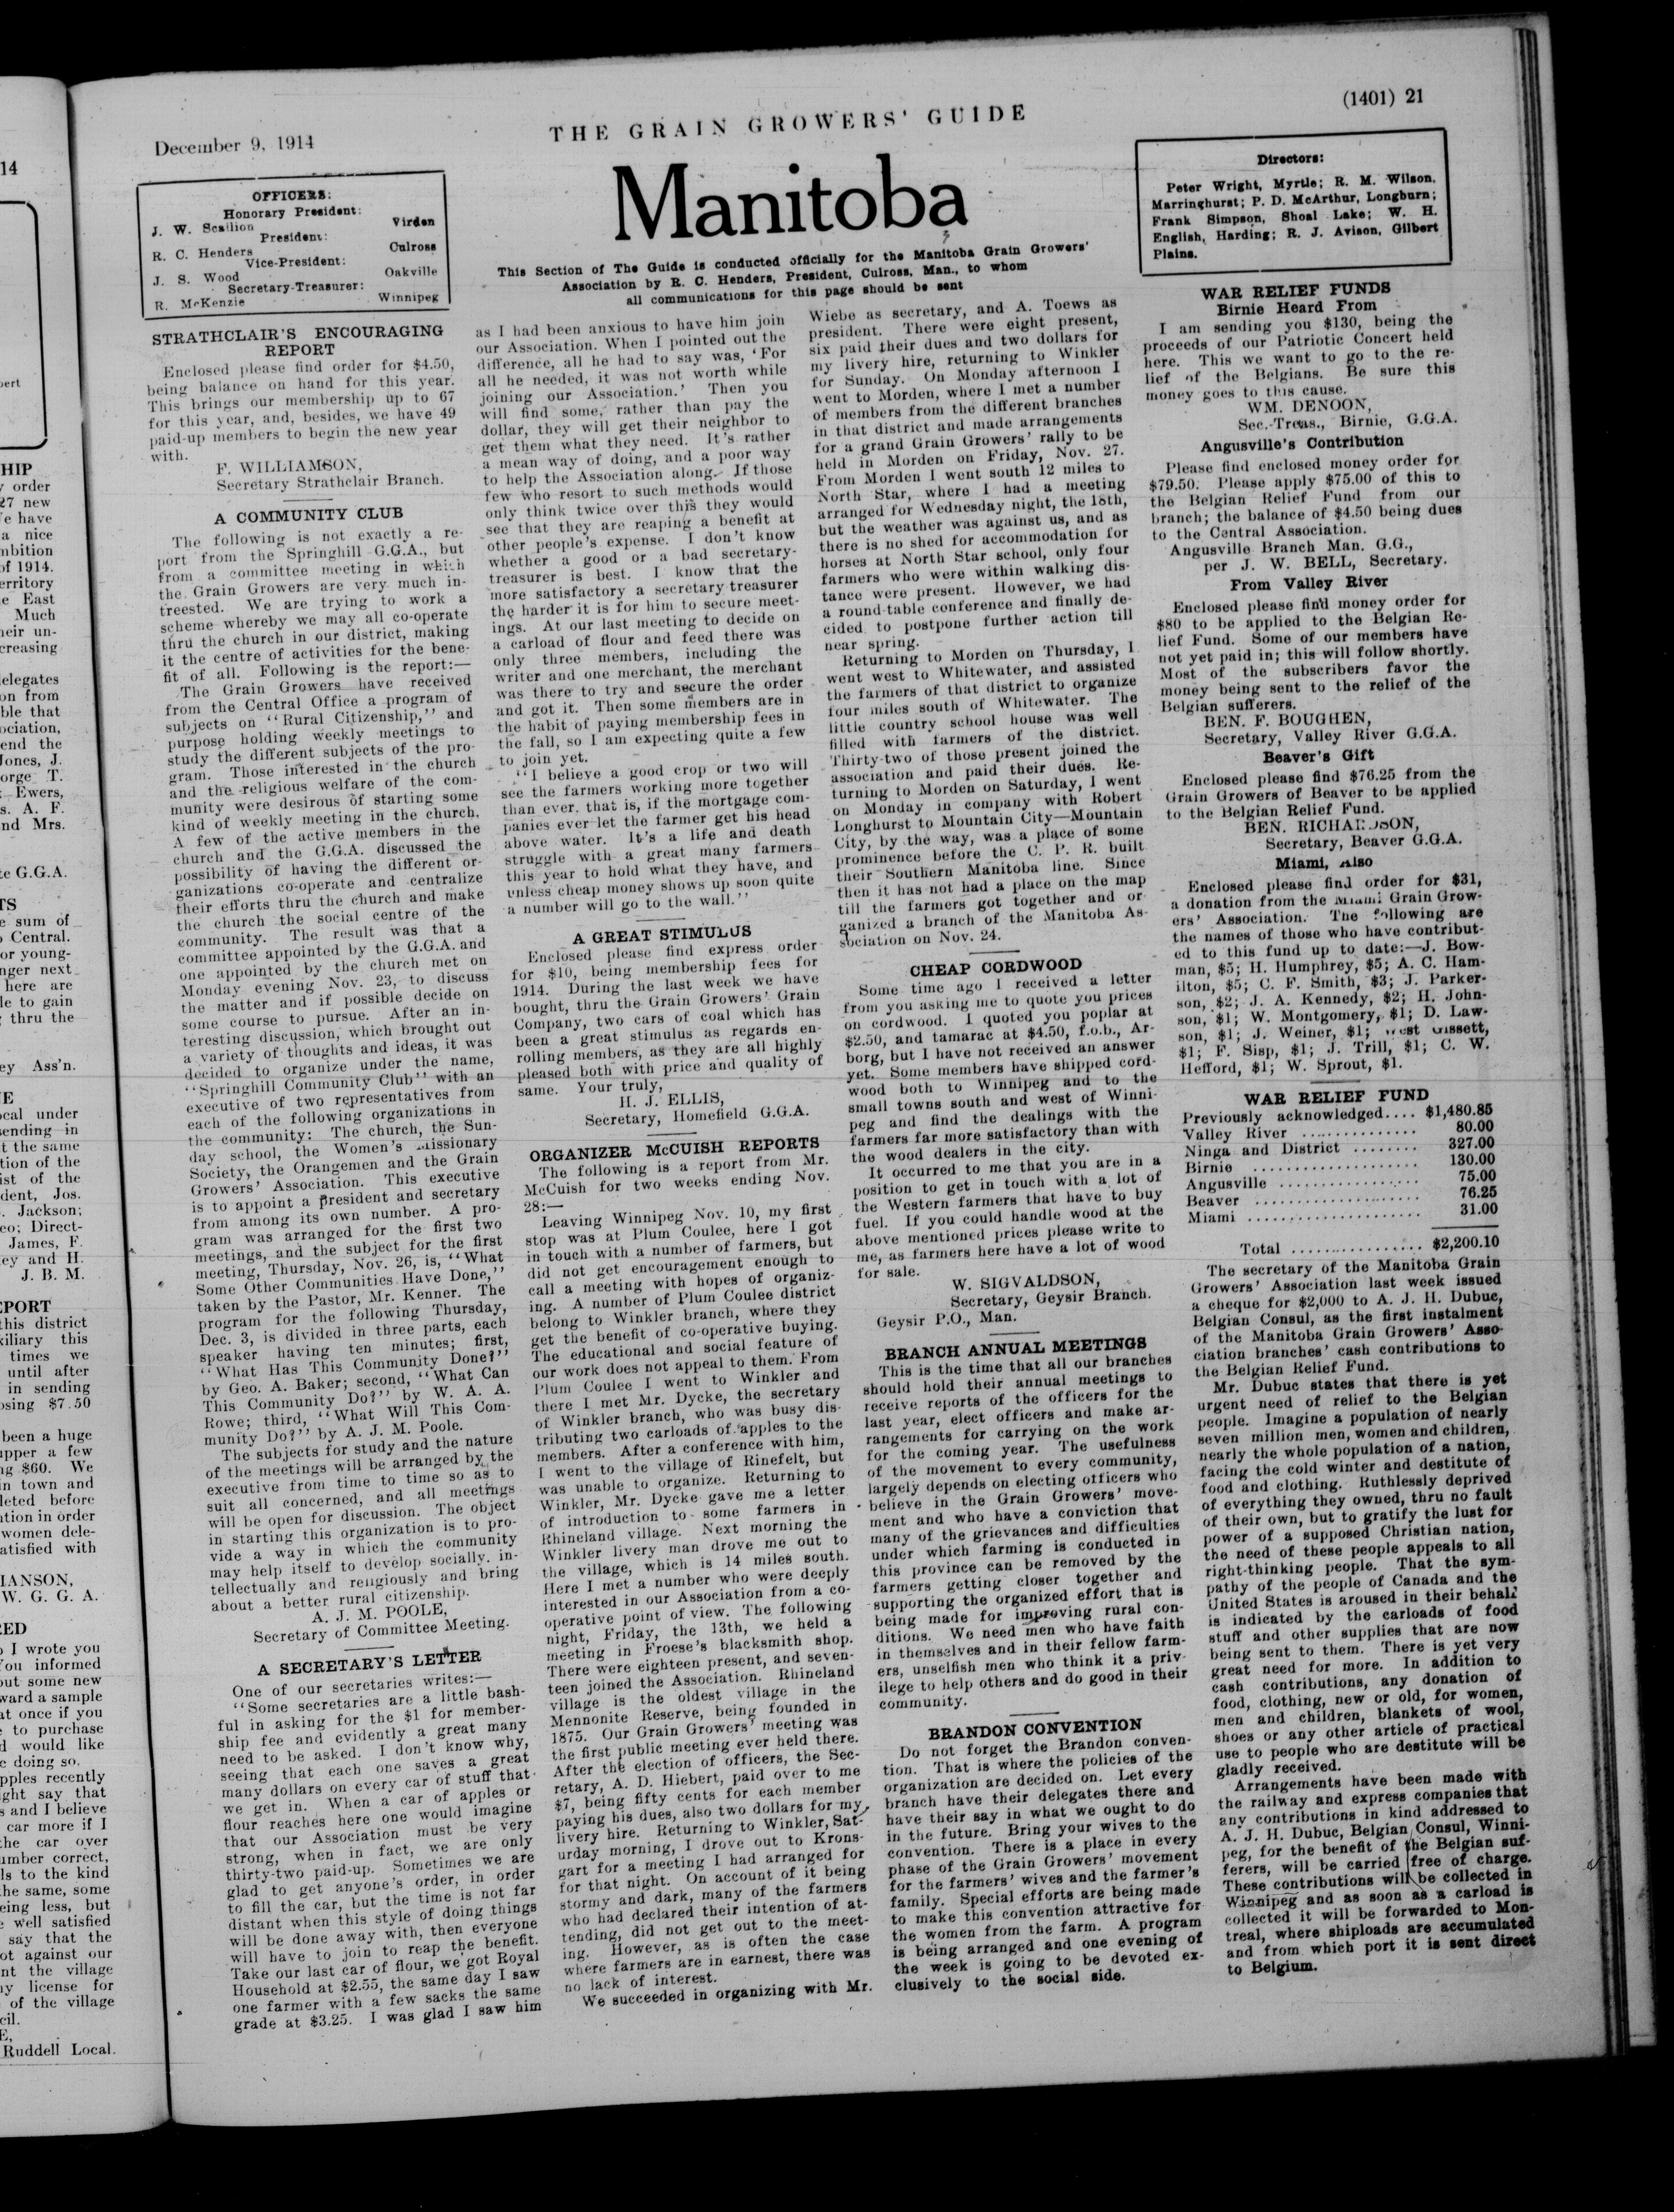 December 9, 1914
THE GRAIN GROWERS' GUIDE
(1401) 21
OFFICERS:
Honorary President:
J. W. Scallion Virden
President:
R. C. Henders Culross
Vice-President:
J. S. Wood Oakville
Secretary-Treasurer:
R. McKenzie Winnipeg
Manitoba
This Section of The Guide is conducted officially for the Manitoba Grain Growers'
Association by R. C. Henders, President, Culross, Man., to whom
all communications for this page should be sent
Directors:
Peter Wright, Myrtle; R. M. Wilson,
Marringhurst; P. D. McArthur, Longburn;
Frank Simpson, Shoal Lake; W. H.
English, Harding; R. J. Avison, Gilbert
Plains.
STRATHCLAIR'S ENCOURAGING
REPORT
Enclosed please find order for $4.50,
being balance on hand for this year.
This brings our membership up to 67
for this year, and, besides, we have 49
paid-up members to begin the new year
with.
F. WILLIAMSON,
Secretary Strathclair Branch.
A COMMUNITY CLUB
The following is not exactly a re-
port from the Springhill G.G.A., but
from a committee meeting in which
the Grain Growers are very much in-
treested. We are trying to work a
scheme whereby we may all co-operate
thru the church in our district, making
it the centre of activities for the bene-
fit of all. Following is the report:—
The Grain Growers have received
from the Central Office a program of
subjects on "Rural Citizenship," and
purpose holding weekly meetings to
study the different subjects of the pro-
gram. Those interested in the church
and the religious welfare of the com-
munity were desirous of starting some
kind of weekly meeting in the church.
A few of the active members in the
church and the G.G.A. discussed the
possibility of having the different or-
ganizations co-operate and centralize
their efforts thru the church and make
the church the social centre of the
community. The result was that a
committee appointed by the G.G.A. and
one appointed by the church met on
Monday evening Nov. 23, to discuss
the matter and if possible decide on
some course to pursue. After an in-
teresting discussion, which brought out
a variety of thoughts and ideas, it was
decided to organize under the name,
"Springhill Community Club" with an
executive of two representatives from
each of the following organizations in
the community: The church, the Sun-
day school, the Women's Missionary
Society, the Orangemen and the Grain
Growers' Association. This executive
is to appoint a president and secretary
from among its own number. A pro-
gram was arranged for the first two
meetings, and the subject for the first
meeting, Thursday, Nov. 26, is, "What
Some Other Communities Have Done,"
taken by the Pastor, Mr. Kenner. The
program for the following Thursday,
Dec. 3, is divided in three parts, each
speaker having ten minutes; first,
"What Has This Community Done?"
by Geo. A. Baker; second, "What Can
This Community Do?" by W. A. A.
Rowe; third, "What Will This Com-
munity Do?" by A. J. M. Poole.
The subjects for study and the nature
of the meetings will be arranged by the
executive from time to time so as to
suit all concerned, and all meetings
will be open for discussion. The object
in starting this organization is to pro-
vide a way in which the community
may help itself to develop socially, in-
tellectually and religiously and bring
about a better rural citizenship.
A. J. M. POOLE,
Secretary of Committee Meeting.
A SECRETARY'S LETTER
One of our secretaries writes:—
"Some secretaries are a little bash-
ful in asking for the $1 for member-
ship fee and evidently a great many
need to be asked. I don't know why,
seeing that each one saves a great
many dollars on every car of stuff that
we get in. When a car of apples or
flour reaches here one would imagine
that our Association must be very
strong, when in fact, we are only
thirty-two paid-up. Sometimes we are
glad to get anyone's order, in order
to fill the car, but the time is not far
distant when this style of doing things
will be done away with, then everyone
will have to join to reap the benefit.
Take our last car of flour, we got Royal
Household at $2.55, the same day I saw
one farmer with a few sacks the same
grade at $3.25. I was glad I saw him
as I had been anxious to have him join
our Association. When I pointed out the
difference, all he had to say was, 'For
all he needed, it was not worth while
joining our Association.' Then you
will find some, rather than pay the
dollar, they will get their neighbor to
get them what they need. It's rather
a mean way of doing, and a poor way
to help the Association along. If those
few who resort to such methods would
only think twice over this they would
see that they are reaping a benefit at
other people's expense. I don't know
whether a good or a bad secretary-
treasurer is best. I know that the
more satisfactory a secretary treasurer
the harder it is for him to secure meet-
ings. At our last meeting to decide on
a carload of flour and feed there was
only three members, including the
writer and one merchant, the merchant
was there to try and secure the order
and got it. Then some members are in
the habit of paying membership fees in
the fall, so I am expecting quite a few
to join yet.
"I believe a good crop or two will
see the farmers working more together
than ever, that is, if the mortgage com-
panies ever let the farmer get his head
above water. It's a life and death
struggle with a great many farmers
this year to hold what they have, and
unless cheap money shows up soon quite
a number will go to the wall."
A GREAT STIMULUS
Enclosed please find express order
for $10, being membership fees for
1914. During the last week we have
bought, thru the Grain Growers' Grain
Company, two cars of coal which has
been a great stimulus as regards en-
rolling members, as they are all highly
pleased both with price and quality of
same. Your truly,
H. J. ELLIS,
Secretary, Homefield G.G.A.
ORGANIZER McCUISH REPORTS
The following is a report from Mr.
McCuish for two weeks ending Nov.
28:—
Leaving Winnipeg Nov. 10, my first
stop was at Plum Coulee, here I got
in touch with a number of farmers, but
did not get encouragement enough to
call a meeting with hopes of organiz-
ing. A number of Plum Coulee district
belong to Winkler branch, where they
get the benefit of co-operative buying.
The educational and social feature of
our work does not appeal to them. From
Plum Coulee I went to Winkler and
there I met Mr. Dycke, the secretary
of Winkler branch, who was busy dis-
tributing two carloads of apples to the
members. After a conference with him,
I went to the village of Rinefelt, but
was unable to organize. Returning to
Winkler, Mr. Dycke gave me a letter
of introduction to some farmers in
Rhineland village. Next morning the
Winkler livery man drove me out to
the village, which is 14 miles south.
Here I met a number who were deeply
interested in our Association from a co-
operative point of view. The following
night, Friday, the 13th, we held a
meeting in Froese's blacksmith shop.
There were eighteen present, and seven-
teen joined the Association. Rhineland
village is the oldest village in the
Mennonite Reserve, being founded in
1875. Our Grain Growers' meeting was
the first public meeting ever held there.
After the election of officers, the Sec-
retary, A. D. Hiebert, paid over to me
$7, being fifty cents for each member
paying his dues, also two dollars for my
livery hire. Returning to Winkler, Sat-
urday morning, I drove out to Krons-
gart for a meeting I had arranged for
for that night. On account of it being
stormy and dark, many of the farmers
who had declared their intention of at-
tending, did not get out to the meet-
ing. However, as is often the case
where farmers are in earnest, there was
no lack of interest.
We succeeded in organizing with Mr.
Wiebe as secretary, and A. Toews as
president. There were eight present,
six paid their dues and two dollars for
my livery hire, returning to Winkler
for Sunday. On Monday afternoon I
went to Morden, where I met a number
of members from the different branches
in that district and made arrangements
for a grand Grain Growers' rally to be
held in Morden on Friday, Nov. 27.
From Morden I went south 12 miles to
North Star, where I had a meeting
arranged for Wednesday night, the 18th,
but the weather was against us, and as
there is no shed for accommodation for
horses at North Star school, only four
farmers who were within walking dis-
tance were present. However, we had
a round-table conference and finally de-
cided to postpone further action till
near spring.
Returning to Morden on Thursday, I
went west to Whitewater, and assisted
the farmers of that district to organize
four miles south of Whitewater. The
little country school house was well
filled with farmers of the district.
Thirty-two of those present joined the
association and paid their dues. Re-
turning to Morden on Saturday, I went
on Monday in company with Robert
Longhurst to Mountain City—Mountain
City, by the way, was a place of some
prominence before the C. P. R. built
their Southern Manitoba line. Since
then it has not had a place on the map
till the farmers got together and or
ganized a branch of the Manitoba As-
sociation on Nov. 24.
CHEAP CORDWOOD
Some time ago I received a letter
from you asking me to quote you prices
on cordwood. I quoted you poplar at
$2.50, and tamarac at $4.50, f.o.b., Ar-
borg, but I have not received an answer
yet. Some members have shipped cord-
wood both to Winnipeg and to the
small towns south and west of Winni-
peg and find the dealings with the
farmers far more satisfactory than with
the wood dealers in the city.
It occurred to me that you are in a
position to get in touch with a lot of
the Western farmers that have to buy
fuel. If you could handle wood at the
above mentioned prices please write to
me, as farmers here have a lot of wood
for sale.
W. SIGVALDSON,
Secretary, Geysir Branch.
Geysir P.O., Man.
BRANCH ANNUAL MEETINGS
This is the time that all our branches
should hold their annual meetings to
receive reports of the officers for the
last year, elect officers and make ar-
rangements for carrying on the work
for the coming year. The usefulness
of the movement to every community,
largely depends on electing officers who
believe in the Grain Growers' move-
ment and who have a conviction that
many of the grievances and difficulties
under which farming is conducted in
this province can be removed by the
farmers getting closer together and
supporting the organized effort that is
being made for improving rural con-
ditions. We need men who have faith
in themselves and in their fellow farm-
ers, unselfish men who think it a priv-
ilege to help others and do good in their
community.
BRANDON CONVENTION
Do not forget the Brandon conven-
tion. That is where the policies of the
organization are decided on. Let every
branch have their delegates there and
have their say in what we ought to do
in the future. Bring your wives to the
convention. There is a place in every
phase of the Grain Growers' movement
for the farmers' wives and the farmer's
family. Special efforts are being made
to make this convention attractive for
the women from the farm. A program
is being arranged and one evening of
the week is going to be devoted ex-
clusively to the social side.
WAR RELIEF FUNDS
Birnie Heard From
I am sending you $130, being the
proceeds of our Patriotic Concert held
here. This we want to go to the re-
lief of the Belgians. Be sure this
money goes to this cause.
WM. DENOON,
Sec.-Treas., Birnie, G.G.A.
Angusville's Contribution
Please find enclosed money order for
$79.50. Please apply $75.00 of this to
the Belgian Relief Fund from our
branch; the balance of $4.50 being dues
to the Central Association.
Angusville Branch Man. G.G.,
per J. W. BELL, Secretary.
From Valley River
Enclosed please find money order for
$80 to be applied to the Belgian Re-
lief Fund. Some of our members have
not yet paid in; this will follow shortly.
Most of the subscribers favor the
money being sent to the relief of the
Belgian sufferers.
BEN. F. BOUGHEN,
Secretary, Valley River G.G.A.
Beaver's Gift
Enclosed please find $76.25 from the
Grain Growers of Beaver to be applied
to the Belgian Relief Fund.
BEN. RICHARDSON,
Secretary, Beaver G.G.A.
Miami, Also
Enclosed please find order for $31,
a donation from the Miami Grain Grow-
ers' Association. The following are
the names of those who have contribut-
ed to this fund up to date:—J. Bow-
man, $5; H. Humphrey, $5; A. C. Ham-
ilton, $5; C. F. Smith, $3; J. Parker-
son, $2; J. A. Kennedy, $2; H. John-
son, $1; W. Montgomery, $1; D. Law-
son, $1; J. Weiner, $1; West Gissett,
$1; F. Sisp, $1; J. Trill, $1; C. W.
Hefford, $1; W. Sprout, $1.
WAR RELIEF FUND
Previously acknowledged.... $1,480.85
Valley River .............. 80.00
Ninga and District ........ 327.00
Birnie .................... 130.00
Angusville ................ 75.00
Beaver .................... 76.25
Miami ..................... 31.00
Total ................ $2,200.10
The secretary of the Manitoba Grain
Growers' Association last week issued
a cheque for $2,000 to A. J. H. Dubuc,
Belgian Consul, as the first instalment
of the Manitoba Grain Growers' Asso-
ciation branches' cash contributions to
the Belgian Relief Fund.
Mr. Dubuc states that there is yet
urgent need of relief to the Belgian
people. Imagine a population of nearly
seven million men, women and children,
nearly the whole population of a nation,
facing the cold winter and destitute of
food and clothing. Ruthlessly deprived
of everything they owned, thru no fault
of their own, but to gratify the lust for
power of a supposed Christian nation,
the need of these people appeals to all
right-thinking people. That the sym-
pathy of the people of Canada and the
United States is aroused in their behalf
is indicated by the carloads of food
stuff and other supplies that are now
being sent to them. There is yet very
great need for more. In addition to
cash contributions, any donation of
food, clothing, new or old, for women,
men and children, blankets of wool,
shoes or any other article of practical
use to people who are destitute will be
gladly received.
Arrangements have been made with
the railway and express companies that
any contributions in kind addressed to
A. J. H. Dubuc, Belgian Consul, Winni-
peg, for the benefit of the Belgian suf-
ferers, will be carried free of charge.
These contributions will be collected in
Winnipeg and as soon as a carload is
collected it will be forwarded to Mon-
treal, where shiploads are accumulated
and from which port it is sent direct
to Belgium.